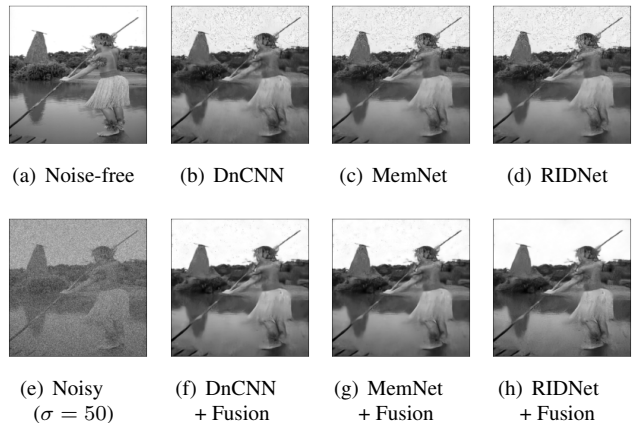 (a) Noise-free
(b) DnCNN
(c) MemNet
(d) RIDNet
(e) Noisy
(σ = 50)
(f) DnCNN
+ Fusion
(g) MemNet
+ Fusion
(h) RIDNet
+ Fusion